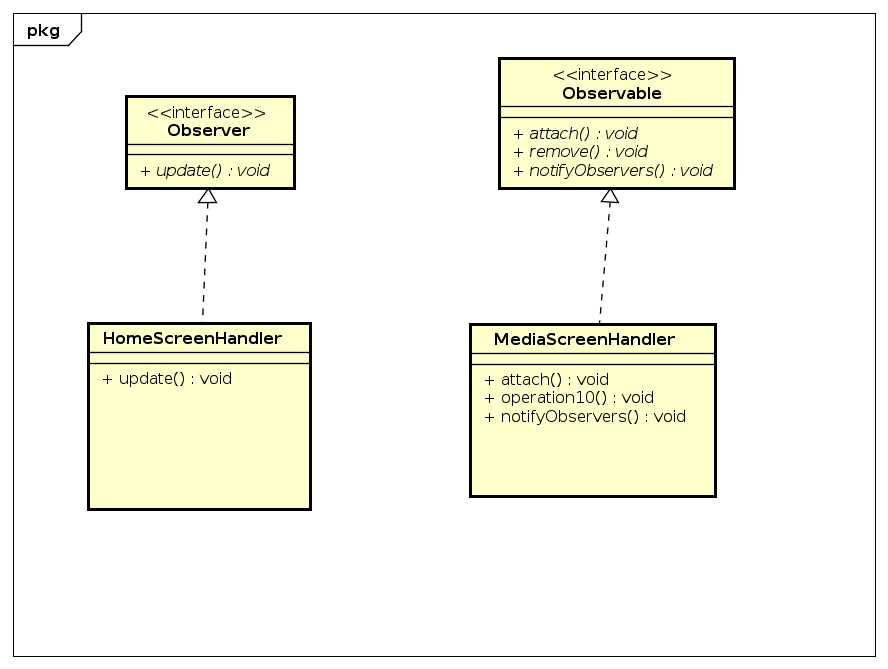 pkg
<<interface>>
Observer
+ update() : void
<<interface>>
Observable
+ attach() : void
+ remove() : void
+ notifyObservers() : void
HomeScreenHandler
+ update() : void
MediaScreenHandler
+ attach() : void
+ operation10() : void
+ notifyObservers() : void